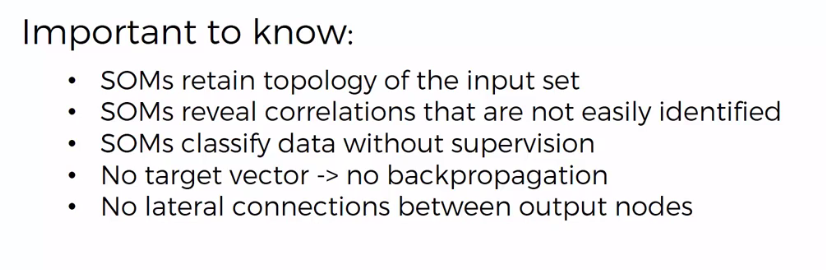 Important to know:
• SOMs retain topology of the input set
• SOMs reveal correlations that are not easily identified
• SOMs classify data without supervision
• No target vector -> no backpropagation
• No lateral connections between output nodes